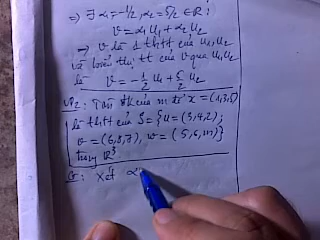 ⇒ ∃ α₁ = -1/2, α₂ = 5/2 ∈ ℝ:
v = α₁u₁ + α₂u₂
⇒ v là 1 thtt của u₁, u₂
và biểu thị tt của v qua u₁, u₂
là v = -1/2 u₁ + 5/2 u₂
VD2: Tìm đk của m để x = (1,3,5)
là thtt của S = {u = (3,4,2);
v = (6,8,7), w = (5,6,m)}
trong ℝ³
G: Xét α